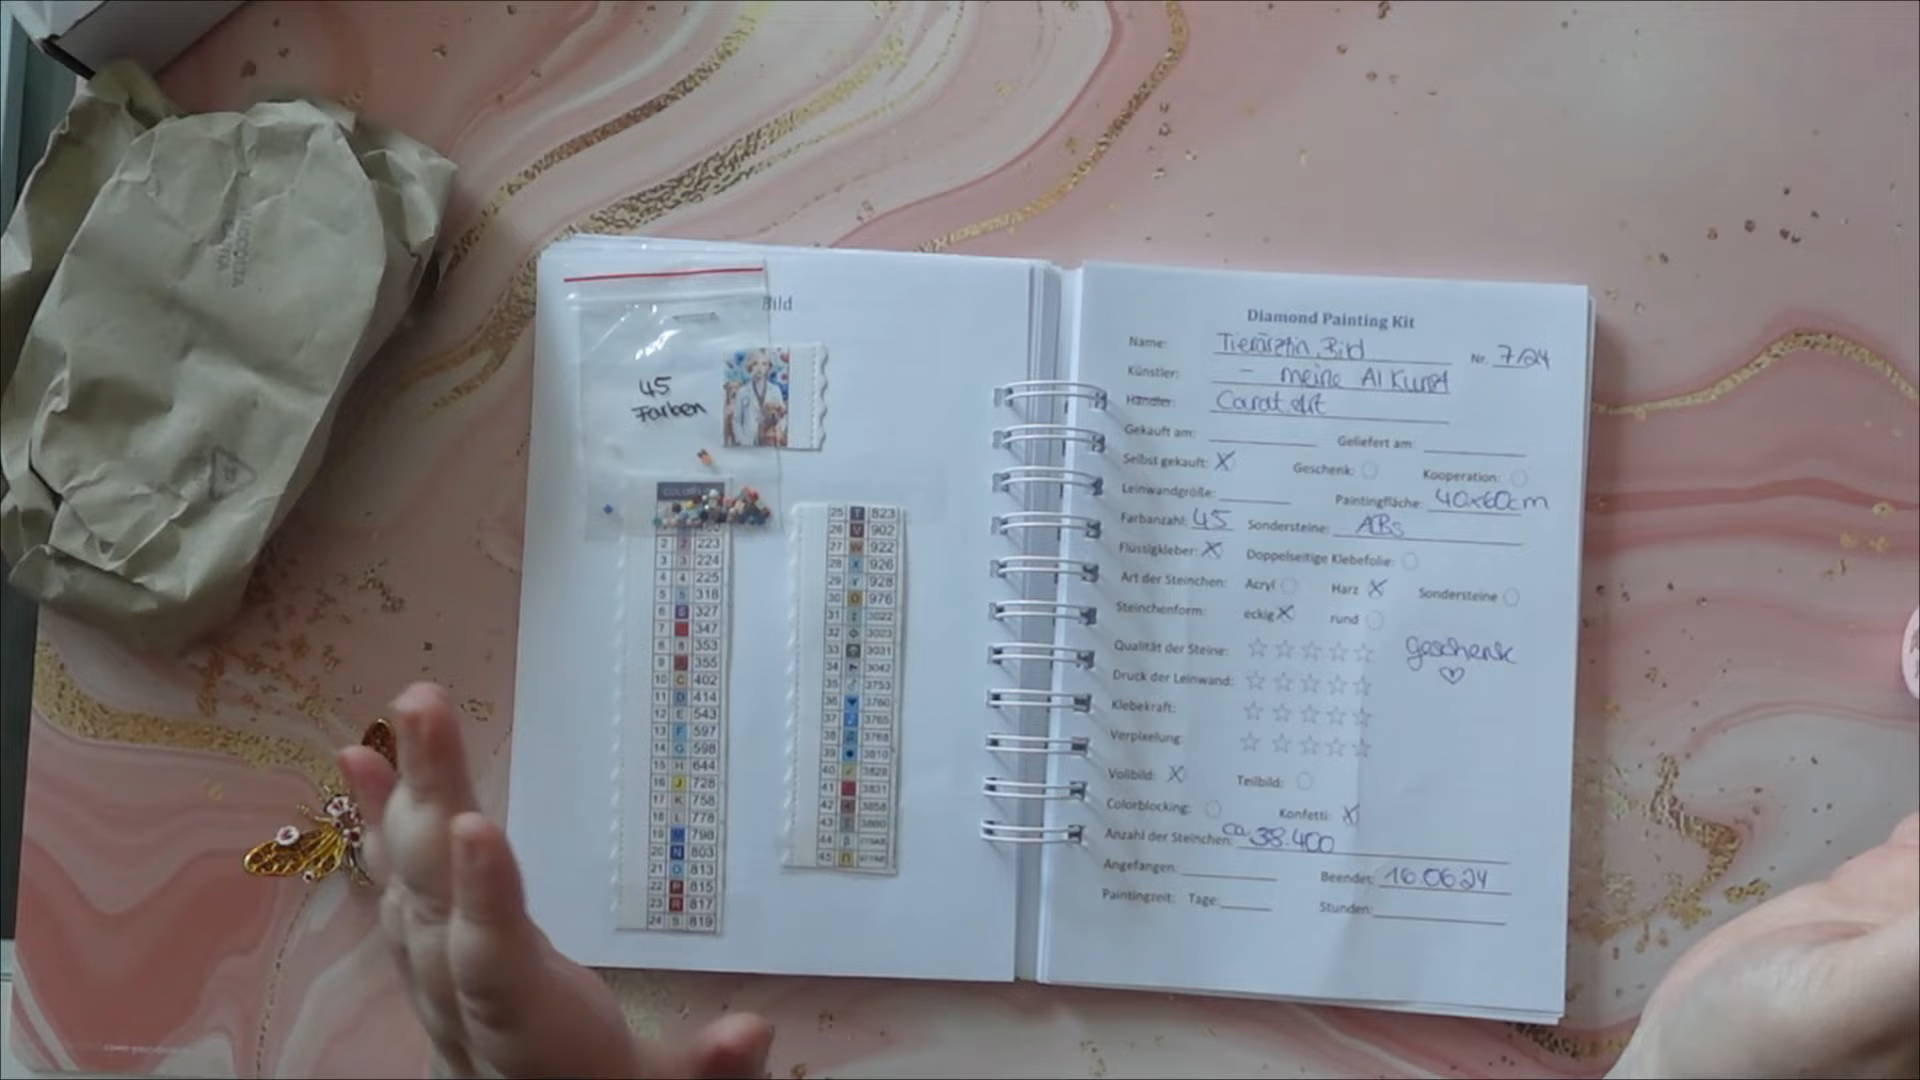 Bild
45
Farben
2 2 223
3 3 224
4 4 225
5 5 318
6 6 327
7 347
8 8 353
9 355
10 C 402
11 D 414
12 E 543
13 F 597
14 G 598
15 H 644
16 J 728
17 K 758
18 L 778
19 M 798
20 N 803
21 O 813
22 P 815
23 R 817
24 S 819
25 T 823
26 V 902
27 W 922
28 X 926
29 Y 928
30 976
31 3022
32 3023
33 3031
34 3042
35 3753
36 3760
37 3765
38 3768
39 3810
40 3828
41 3831
42 3858
43
44
45
Diamond Painting Kit
Name: Tierärztin Bild Nr. 7/24
Künstler: - meine AI Kunst
Händler: Carat Art
Gekauft am: Geliefert am:
Selbst gekauft: X Geschenk: Kooperation:
Leinwandgröße: Paintingfläche: 40x60cm
Farbanzahl: 45 Sondersteine: ABs
Flüssigkleber: X Doppelseitige Klebefolie:
Art der Steinchen: Acryl Harz X Sondersteine
Steinchenform: eckig X rund
Qualität der Steine: geschenk
Druck der Leinwand:
Klebekraft:
Verpixelung:
Vollbild: X Teilbild:
Colorblocking: Konfetti: X
Anzahl der Steinchen: ca. 38.400
Angefangen: Beendet: 16.06.24
Paintingzeit: Tage: Stunden: